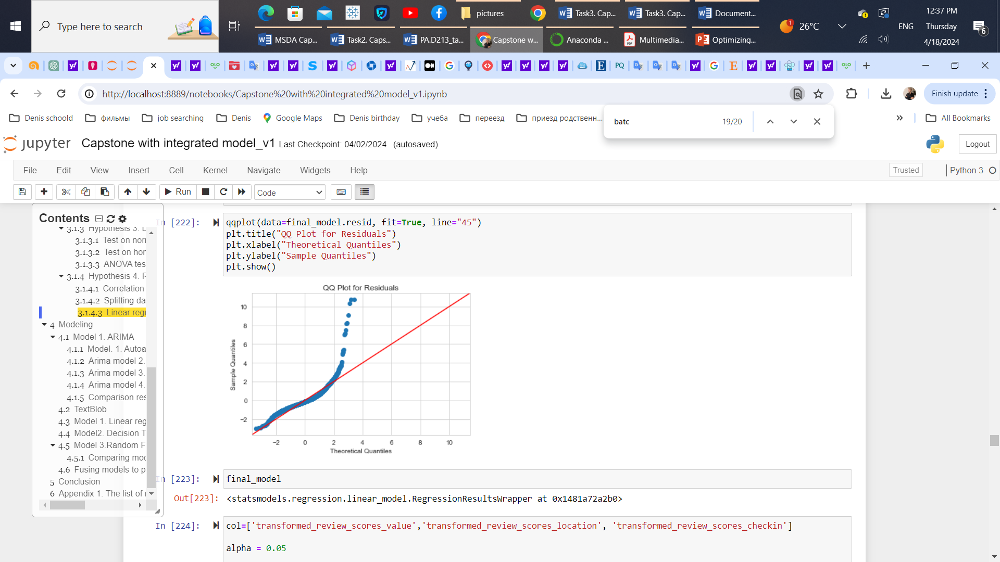 Type here to search
pictures
Task3. Cap...
Task3. Cap...
Document...
MSDA Cap...
Task2. Caps...
PA.D213_ta...
Capstone w...
Anaconda ...
Multimedia...
Optimizing...
1
26°C
ENG
12:37 PM
Thursday
4/18/2024
6
http://localhost:8889/notebooks/Capstone%20with%20integrated%20model_v1.ipynb
Finish update
Denis schoold
фильмы
job searching
Denis
Google Maps
Denis birthday
учеба
переезд
приезд родственн...
All Bookmarks
batc
19/20
jupyter
Capstone with integrated model_v1 Last Checkpoint: 04/02/2024 (autosaved)
Logout
File Edit View Insert Cell Kernel Navigate Widgets Help
Trusted
Python 3
Run
Code
Contents
3.1.3 Hypothesis 3. L
3.1.3.1 Test on norr
3.1.3.2 Test on hor
3.1.3.3 ANOVA tes
3.1.4 Hypothesis 4. R
3.1.4.1 Correlation
3.1.4.2 Splitting da
3.1.4.3 Linear regr
4 Modeling
4.1 Model 1. ARIMA
4.1.1 Model. 1. Autoa
4.1.2 Arima model 2.
4.1.3 Arima model 3.
4.1.4 Arima model 4.
4.1.5 Comparison res
4.2 TextBlob
4.3 Model 1. Linear reg
4.4 Model2. Decision T
4.5 Model 3.Random F
4.5.1 Comparing mod
4.6 Fusing models to p
5 Conclusion
6 Appendix 1. The list of
In [222]:
qqplot(data=final_model.resid, fit=True, line="45")
plt.title("QQ Plot for Residuals")
plt.xlabel("Theoretical Quantiles")
plt.ylabel("Sample Quantiles")
plt.show()
QQ Plot for Residuals
Sample Quantiles
10
8
6
4
2
0
−2
−2 0 2 4 6 8 10
Theoretical Quantiles
In [223]:
final_model
Out[223]:
<statsmodels.regression.linear_model.RegressionResultsWrapper at 0x1481a72a2b0>
In [224]:
col=['transformed_review_scores_value','transformed_review_scores_location', 'transformed_review_scores_checkin']
alpha = 0.05